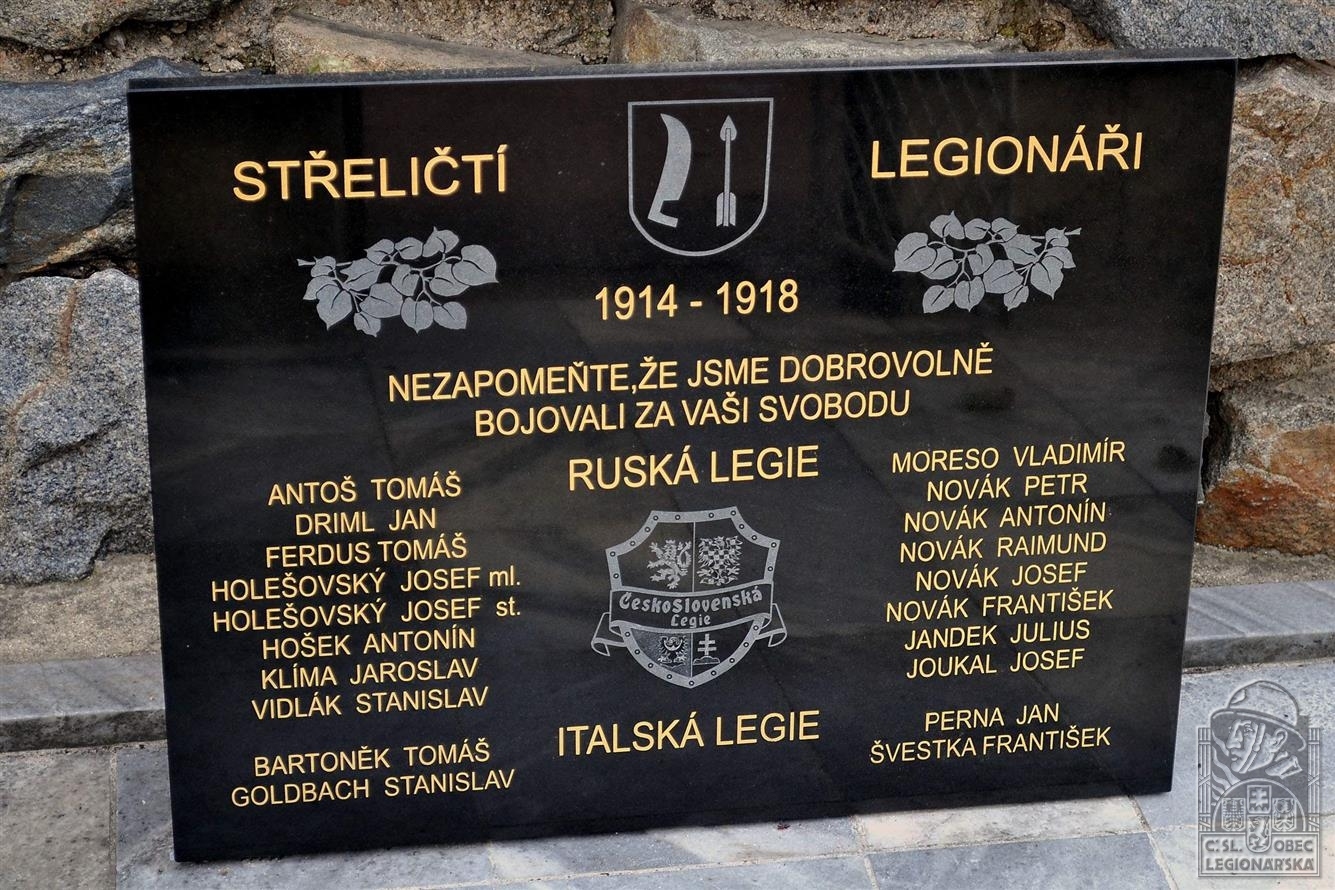 STŘELIČTÍ
LEGIONÁŘI
1914 - 1918
NEZAPOMEŇTE,ŽE JSME DOBROVOLNĚ
BOJOVALI ZA VAŠI SVOBODU
RUSKÁ LEGIE
ANTOŠ TOMÁŠ
DRIML JAN
FERDUS TOMÁŠ
HOLEŠOVSKÝ JOSEF ml.
HOLEŠOVSKÝ JOSEF st.
HOŠEK ANTONÍN
KLÍMA JAROSLAV
VIDLÁK STANISLAV
MORESO VLADIMÍR
NOVÁK PETR
NOVÁK ANTONÍN
NOVÁK RAIMUND
NOVÁK JOSEF
NOVÁK FRANTIŠEK
JANDEK JULIUS
JOUKAL JOSEF
ČeskoSlovenská
Legie
ITALSKÁ LEGIE
BARTONĚK TOMÁŠ
GOLDBACH STANISLAV
PERNA JAN
ŠVESTKA FRANTIŠEK
Č.SL. OBEC
LEGIONÁŘSKÁ